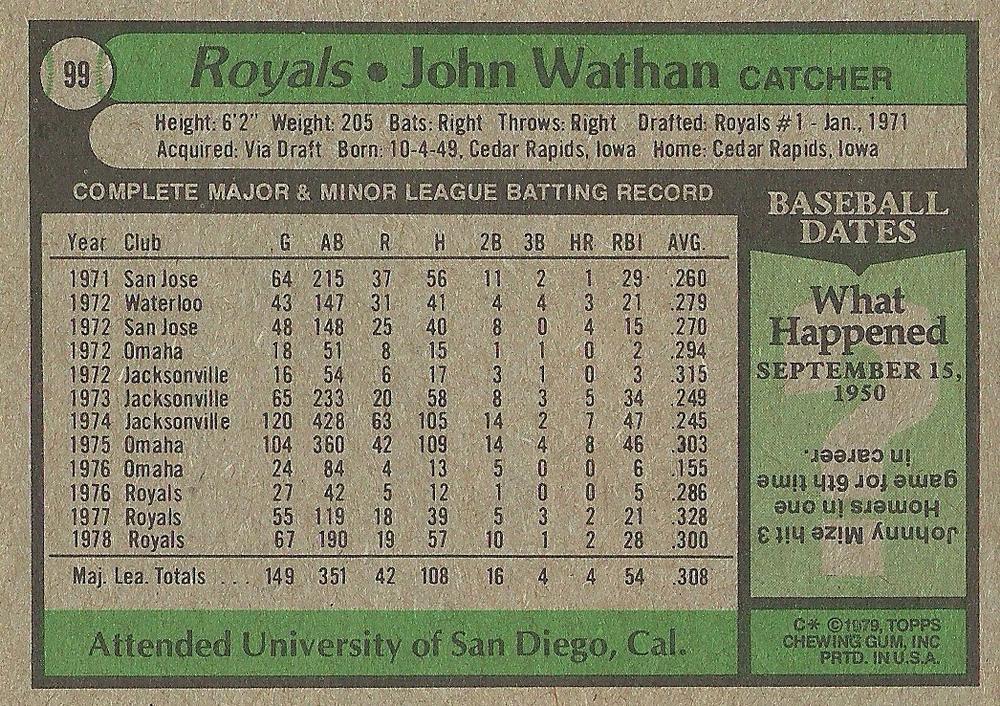 99
Royals • John Wathan CATCHER
Height: 6'2" Weight: 205 Bats: Right Throws: Right Drafted: Royals #1 - Jan., 1971
Acquired: Via Draft Born: 10-4-49, Cedar Rapids, Iowa Home: Cedar Rapids, Iowa
COMPLETE MAJOR & MINOR LEAGUE BATTING RECORD
Year Club G AB R H 2B 3B HR RBI AVG.
1971 San Jose 64 215 37 56 11 2 1 29 .260
1972 Waterloo 43 147 31 41 4 4 3 21 .279
1972 San Jose 48 148 25 40 8 0 4 15 .270
1972 Omaha 18 51 8 15 1 1 0 2 .294
1972 Jacksonville 16 54 6 17 3 1 0 3 .315
1973 Jacksonville 65 233 20 58 8 3 5 34 .249
1974 Jacksonville 120 428 63 105 14 2 7 47 .245
1975 Omaha 104 360 42 109 14 4 8 46 .303
1976 Omaha 24 84 4 13 5 0 0 6 .155
1976 Royals 27 42 5 12 1 0 0 5 .286
1977 Royals 55 119 18 39 5 3 2 21 .328
1978 Royals 67 190 19 57 10 1 2 28 .300
Maj. Lea. Totals ... 149 351 42 108 16 4 4 54 .308
Attended University of San Diego, Cal.
BASEBALL
DATES
What
Happened
SEPTEMBER 15,
1950
Johnny Mize hit 3
Homers in one
game for 6th time
in career.
C* ©1979, TOPPS
CHEWING GUM, INC
PRTD. IN U.S.A.